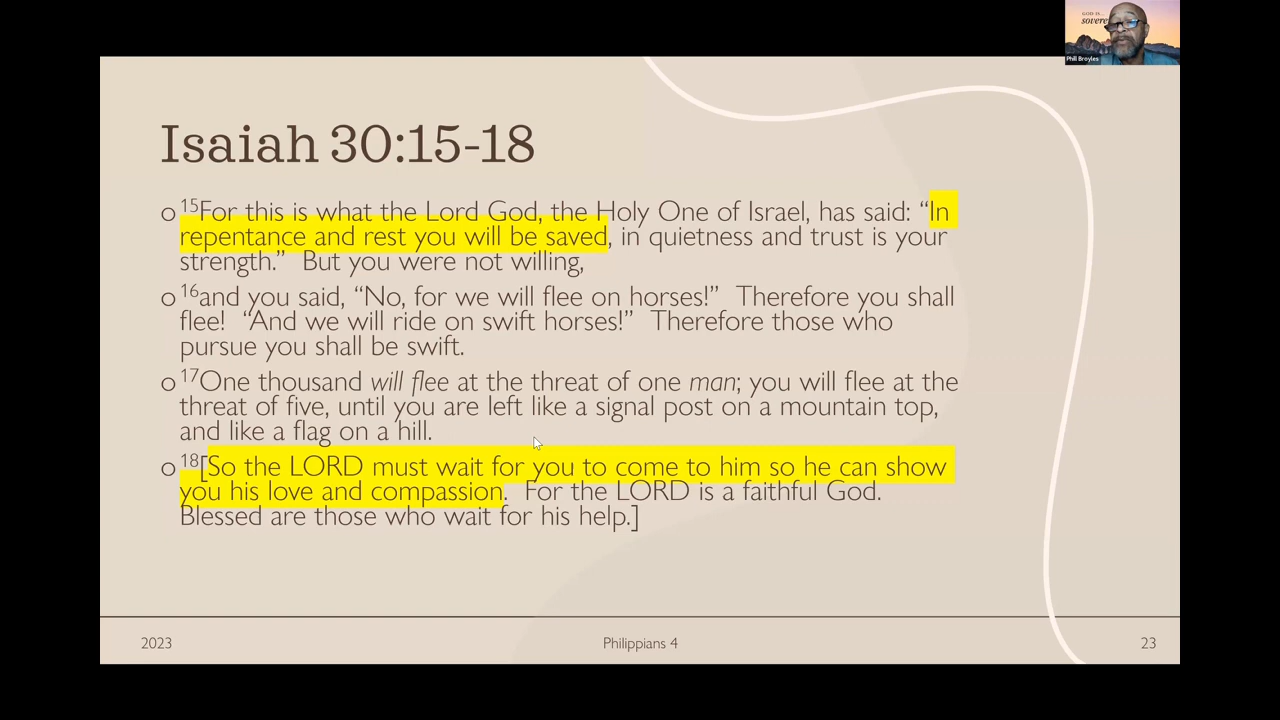 GOD IS...
sovere
Phill Broyles
Isaiah 30:15-18
o 15For this is what the Lord God, the Holy One of Israel, has said: “In
repentance and rest you will be saved, in quietness and trust is your
strength.” But you were not willing,
o 16and you said, “No, for we will flee on horses!” Therefore you shall
flee! “And we will ride on swift horses!” Therefore those who
pursue you shall be swift.
o 17One thousand will flee at the threat of one man; you will flee at the
threat of five, until you are left like a signal post on a mountain top,
and like a flag on a hill.
o 18[So the LORD must wait for you to come to him so he can show
you his love and compassion. For the LORD is a faithful God.
Blessed are those who wait for his help.]
2023
Philippians 4
23